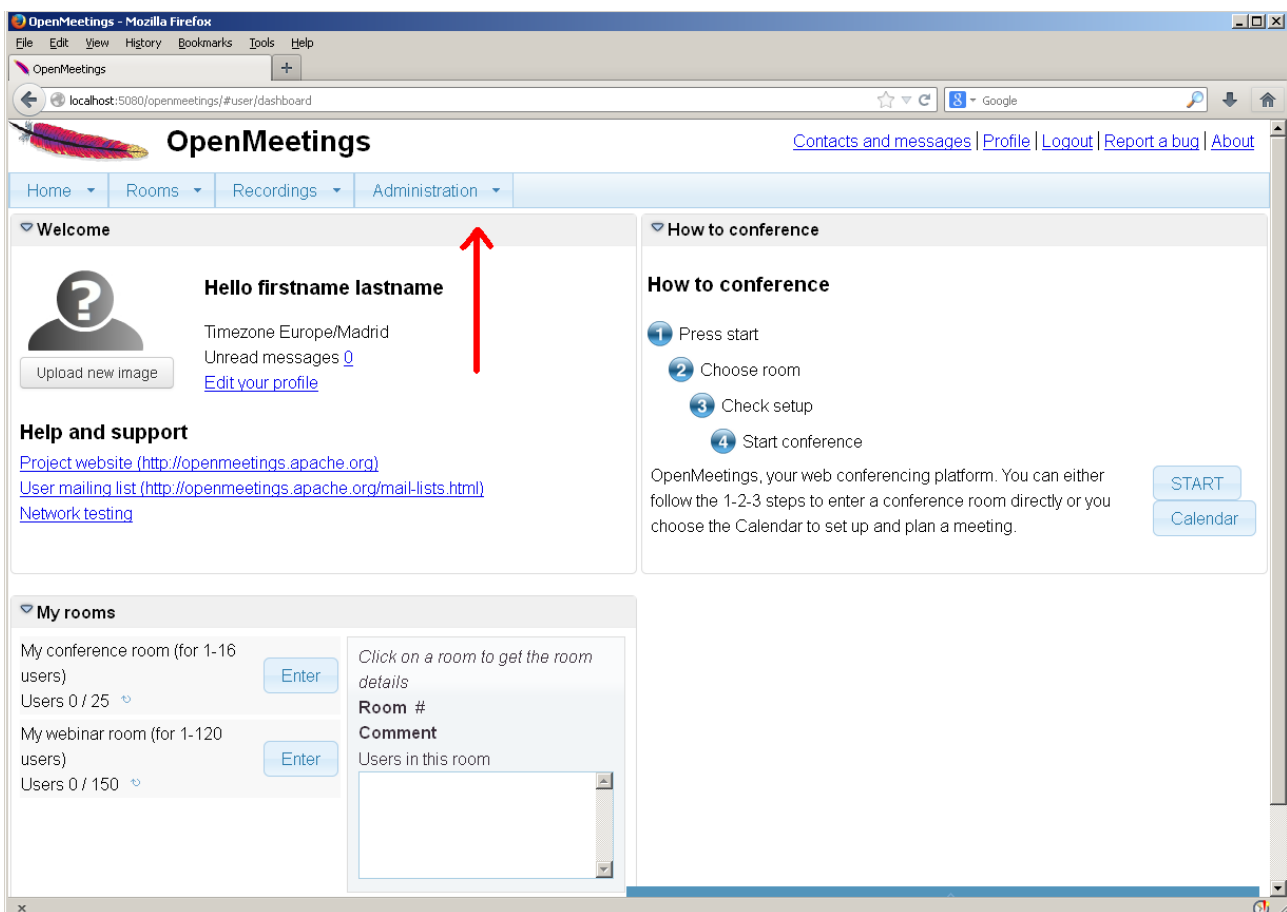 OpenMeetings - Mozilla Firefox
File Edit View History Bookmarks Tools Help
OpenMeetings +
localhost:5080/openmeetings/#user/dashboard
8 Google
OpenMeetings
Contacts and messages | Profile | Logout | Report a bug | About
Home Rooms Recordings Administration
Welcome
Hello firstname lastname
Timezone Europe/Madrid
Unread messages 0
Upload new image
Edit your profile
Help and support
Project website (http://openmeetings.apache.org)
User mailing list (http://openmeetings.apache.org/mail-lists.html)
Network testing
How to conference
How to conference
1 Press start
2 Choose room
3 Check setup
4 Start conference
OpenMeetings, your web conferencing platform. You can either
follow the 1-2-3 steps to enter a conference room directly or you
choose the Calendar to set up and plan a meeting.
START
Calendar
My rooms
My conference room (for 1-16
users)
Users 0 / 25
Enter
My webinar room (for 1-120
users)
Users 0 / 150
Enter
Click on a room to get the room
details
Room #
Comment
Users in this room
x